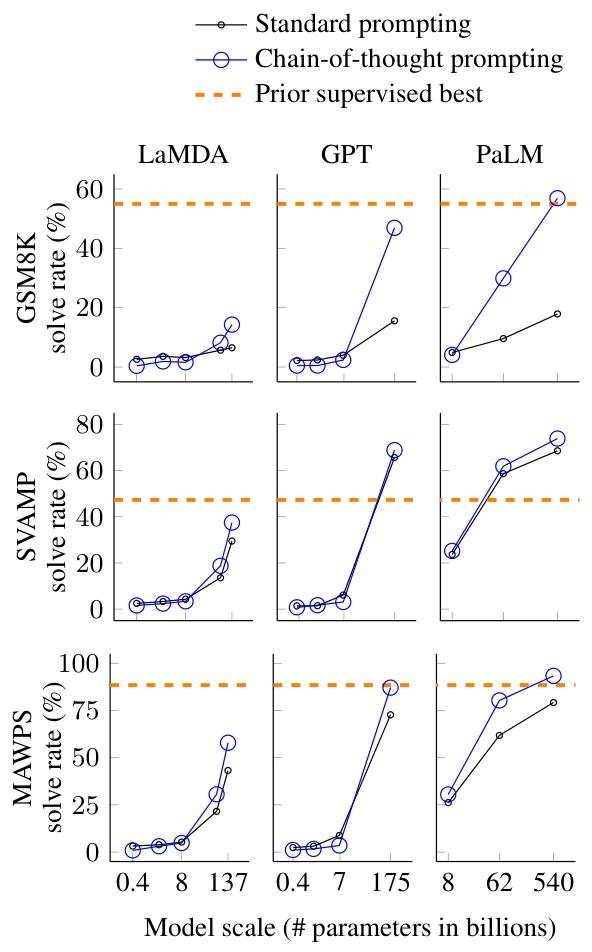 Standard prompting
Chain-of-thought prompting
Prior supervised best
LaMDA GPT PaLM
GSM8K
solve rate (%)
60
40
20
0
SVAMP
solve rate (%)
80
60
40
20
0
MAWPS
solve rate (%)
100
75
50
25
0
0.4 8 137 0.4 7 175 8 62 540
Model scale (# parameters in billions)